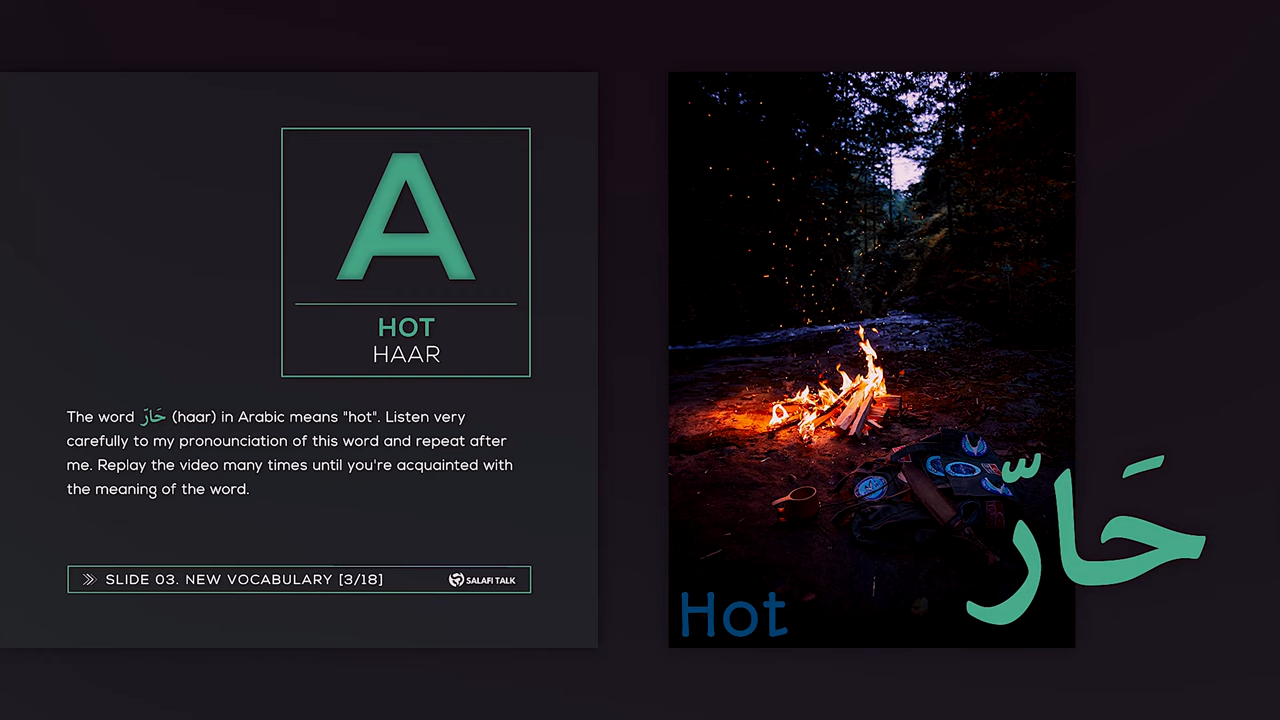 A
HOT
HAAR
The word حَارّ (haar) in Arabic means "hot". Listen very
carefully to my pronounciation of this word and repeat after
me. Replay the video many times until you're acquainted with
the meaning of the word.
SLIDE 03. NEW VOCABULARY [3/18]
SALAFI TALK
حَارّ
Hot